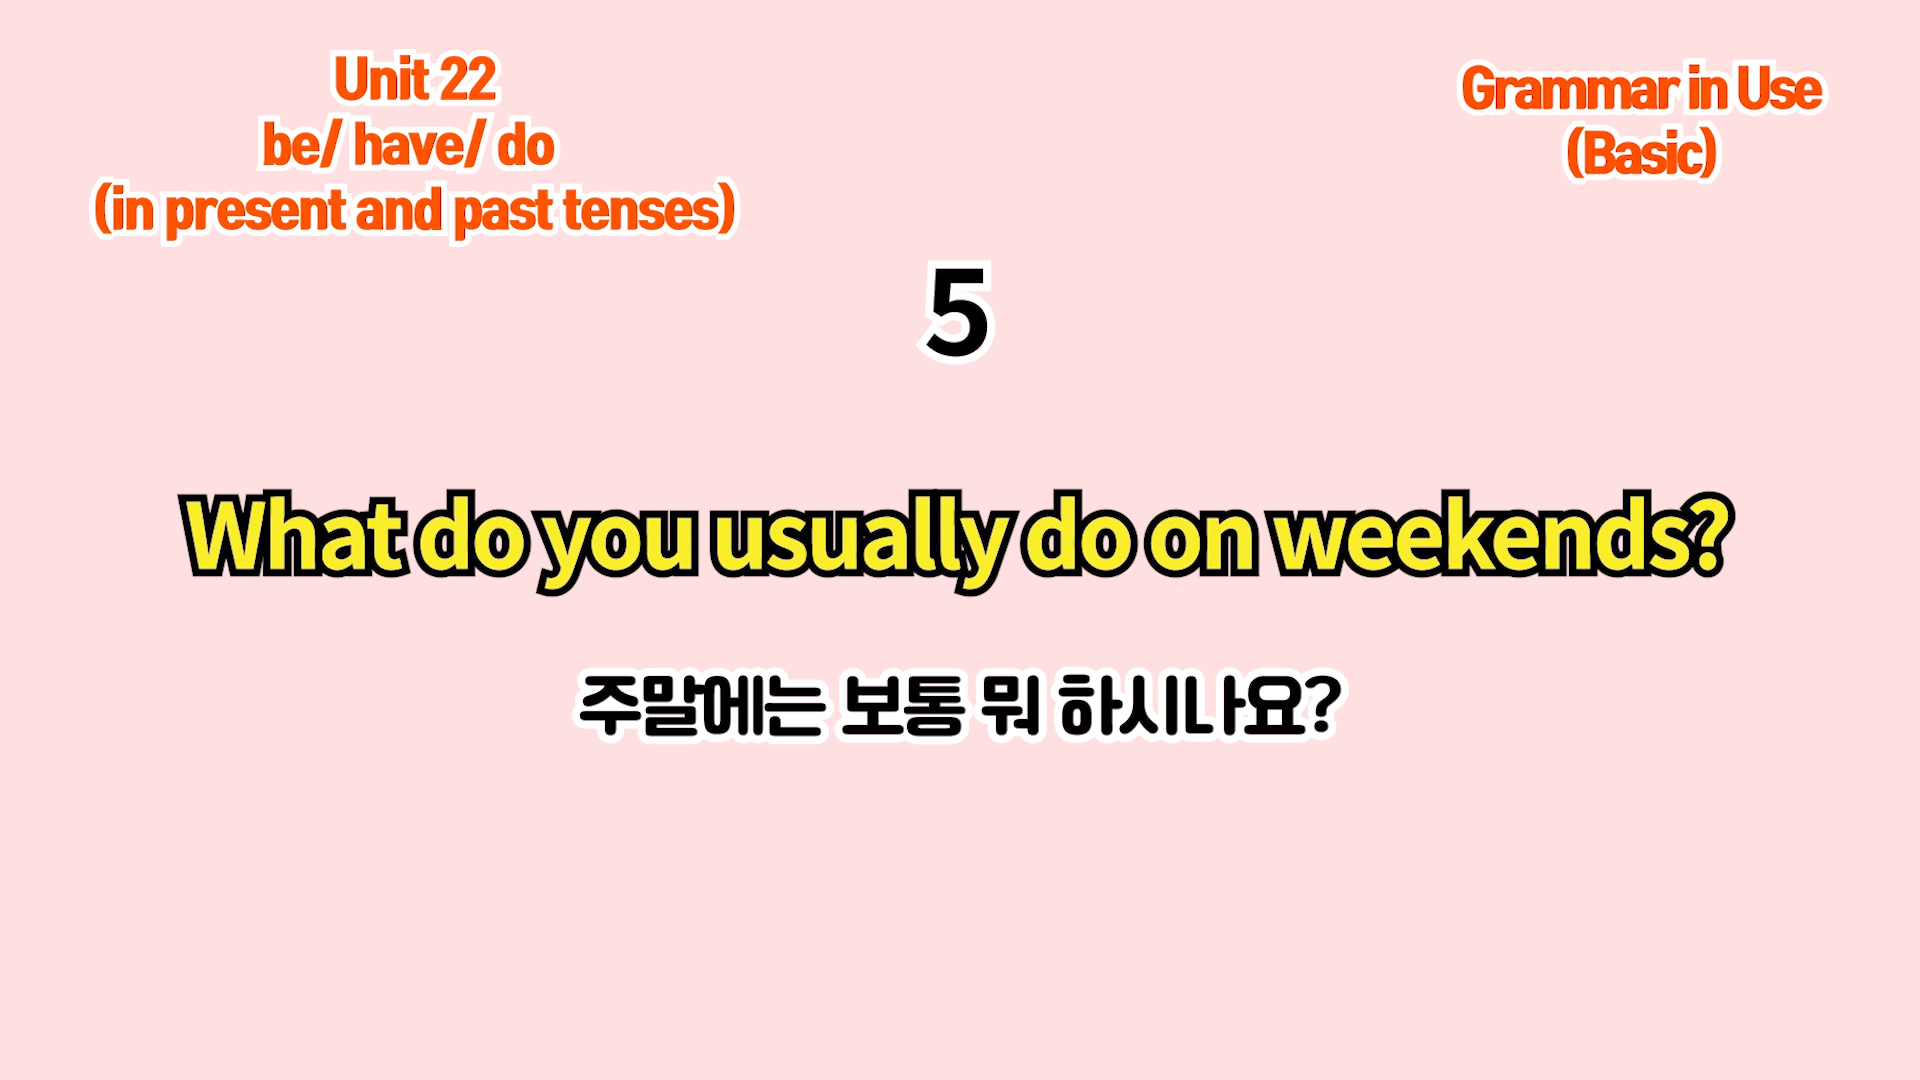 Unit 22
be/ have/ do
(in present and past tenses)
Grammar in Use
(Basic)
5
What do you usually do on weekends?
주말에는 보통 뭐 하시나요?